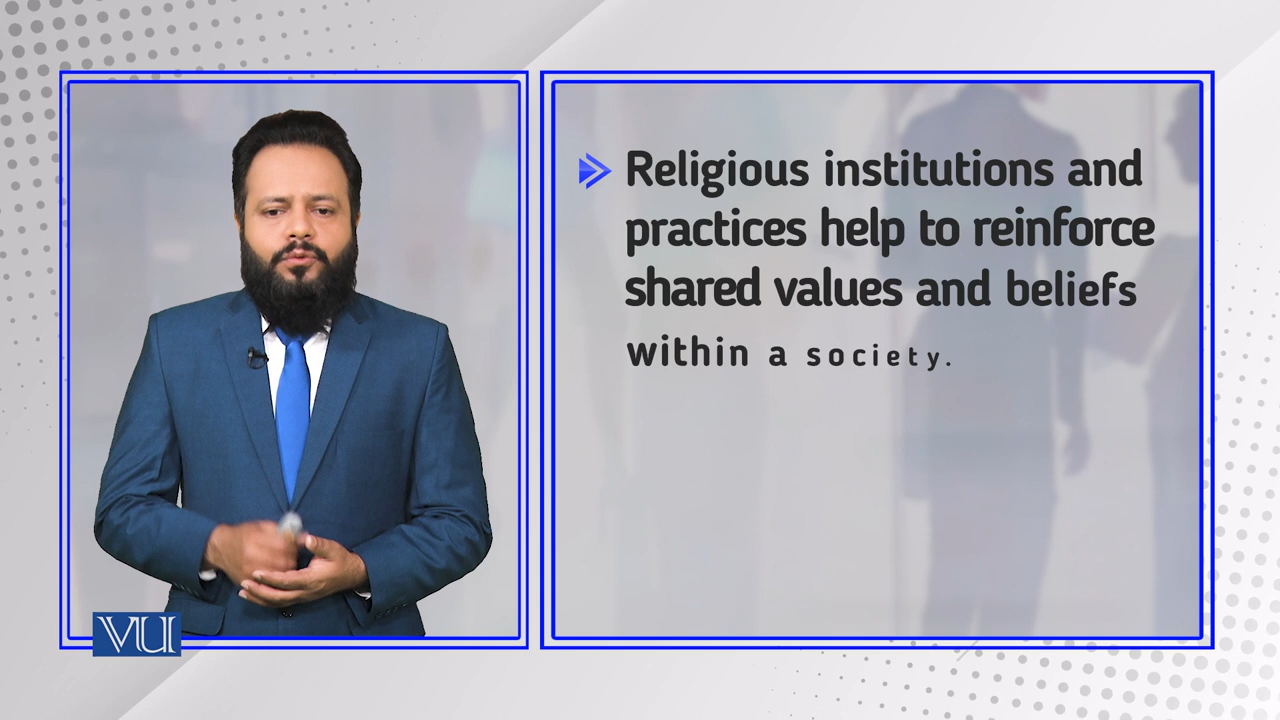 Religious institutions and
practices help to reinforce
shared values and beliefs
within a society.
VU